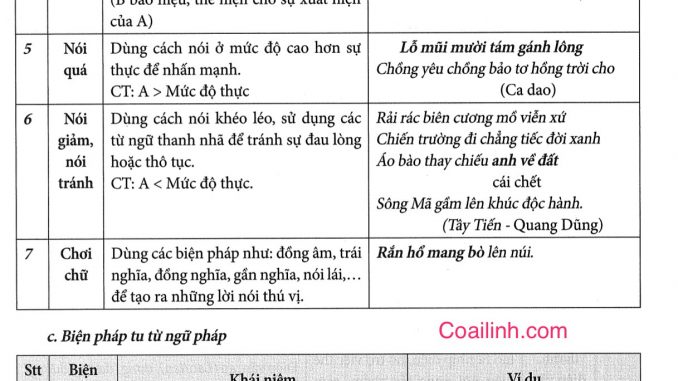 (B báo hiệu, thể hiện cho sự xuất hiện
của A)
5 Nói quá Dùng cách nói ở mức độ cao hơn sự thực để nhấn mạnh. CT: A > Mức độ thực
Lỗ mũi mười tám gánh lông
Chồng yêu chồng bảo tơ hồng trời cho
(Ca dao)
6 Nói giảm, nói tránh
Dùng cách nói khéo léo, sử dụng các
từ ngữ thanh nhã để tránh sự đau lòng
hoặc thô tục.
CT: A < Mức độ thực.
Rải rác biên cương mồ viễn xứ
Chiến trường đi chẳng tiếc đời xanh
Áo bào thay chiếu anh về đất
cái chết
Sông Mã gầm lên khúc độc hành.
(Tây Tiến - Quang Dũng)
7 Chơi chữ
Dùng các biện pháp như: đồng âm, trái
nghĩa, đồng nghĩa, gần nghĩa, nói lái,...
để tạo ra những lời nói thú vị.
Rắn hổ mang bò lên núi.
c. Biện pháp tu từ ngữ pháp
Coailinh.com
Stt Biện Khái niệm Ví dụ